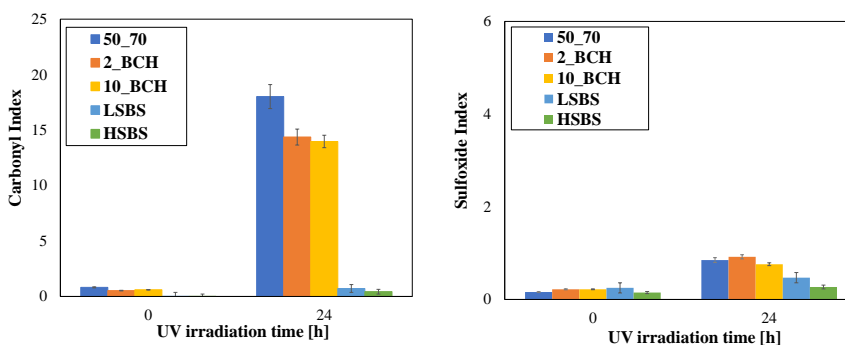 25
20
15
10
5
0
Carbonyl Index
50_70
2_BCH
10_BCH
LSBS
HSBS
0 24
UV irradiation time [h]
6
4
2
0
Sulfoxide Index
50_70
2_BCH
10_BCH
LSBS
HSBS
0 24
UV irradiation time [h]